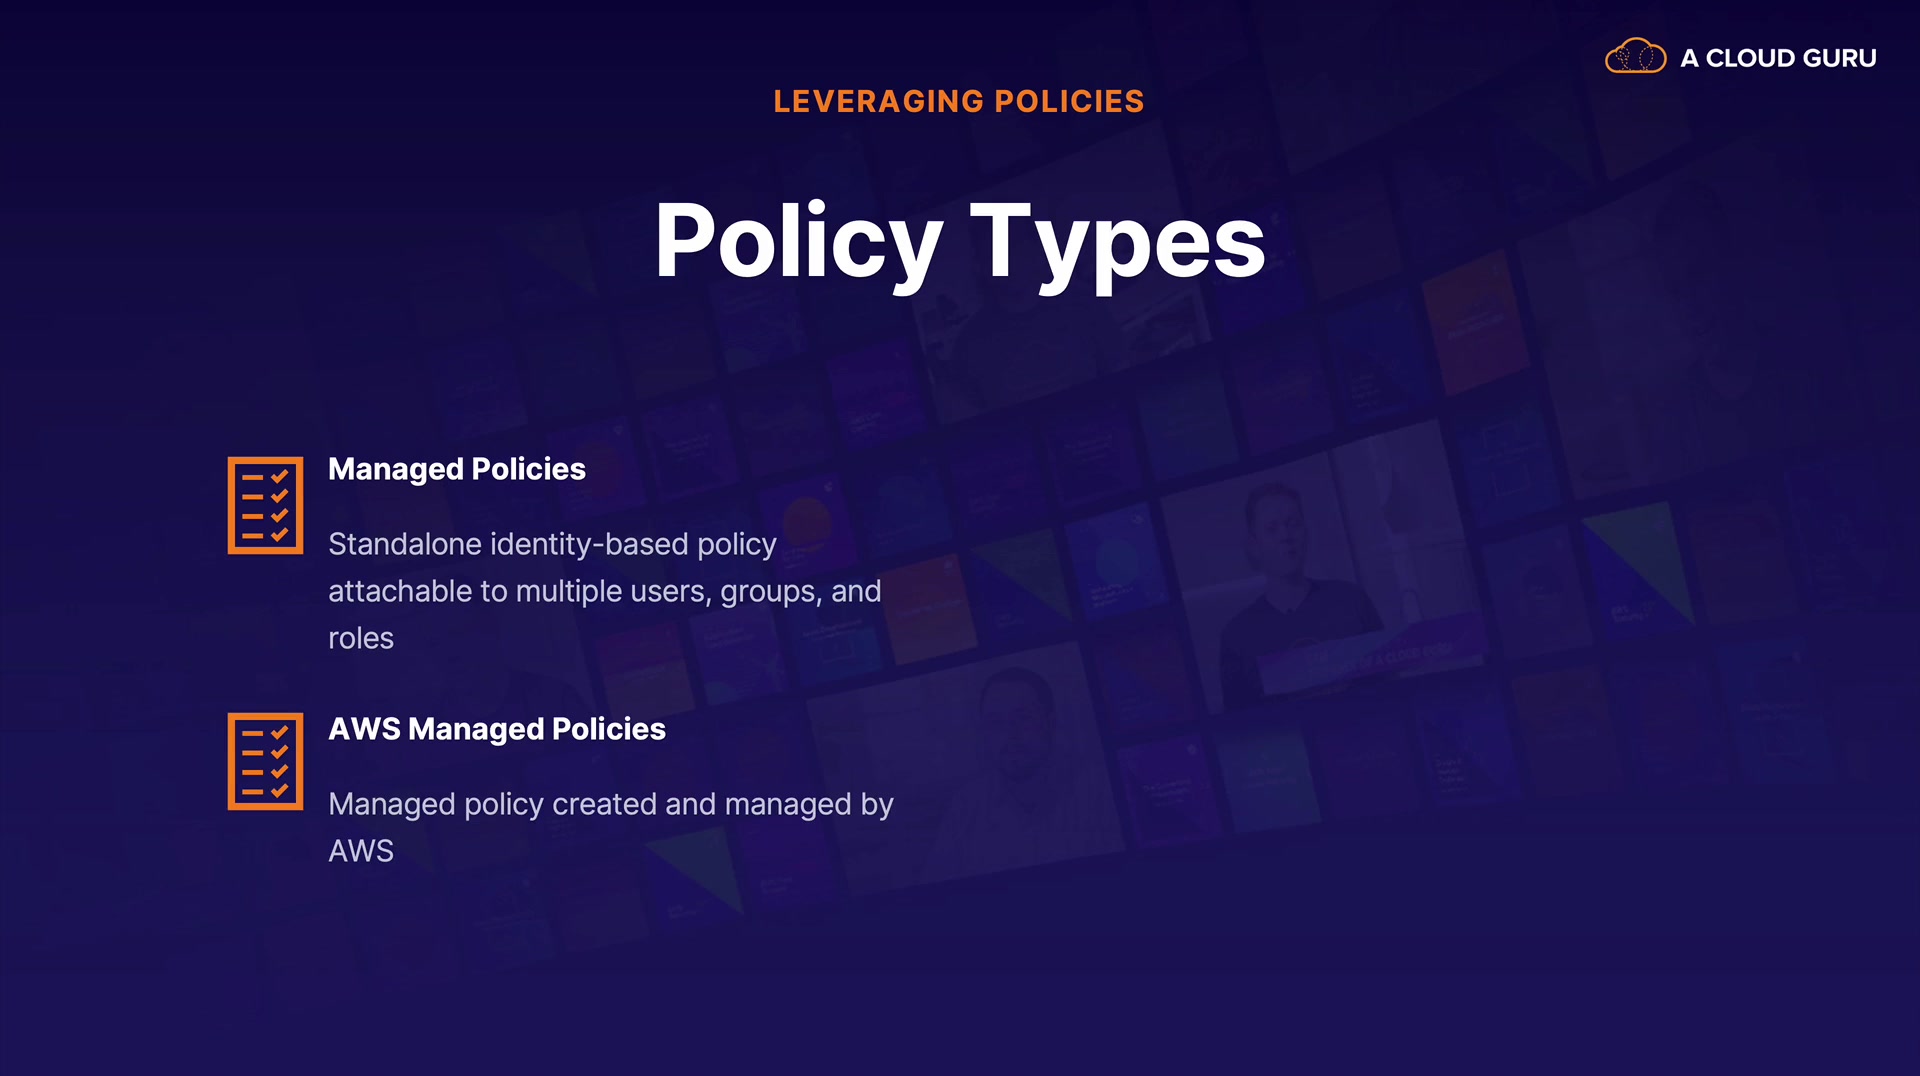 A CLOUD GURU
LEVERAGING POLICIES
Policy Types
Managed Policies
Standalone identity-based policy
attachable to multiple users, groups, and
roles
AWS Managed Policies
Managed policy created and managed by
AWS